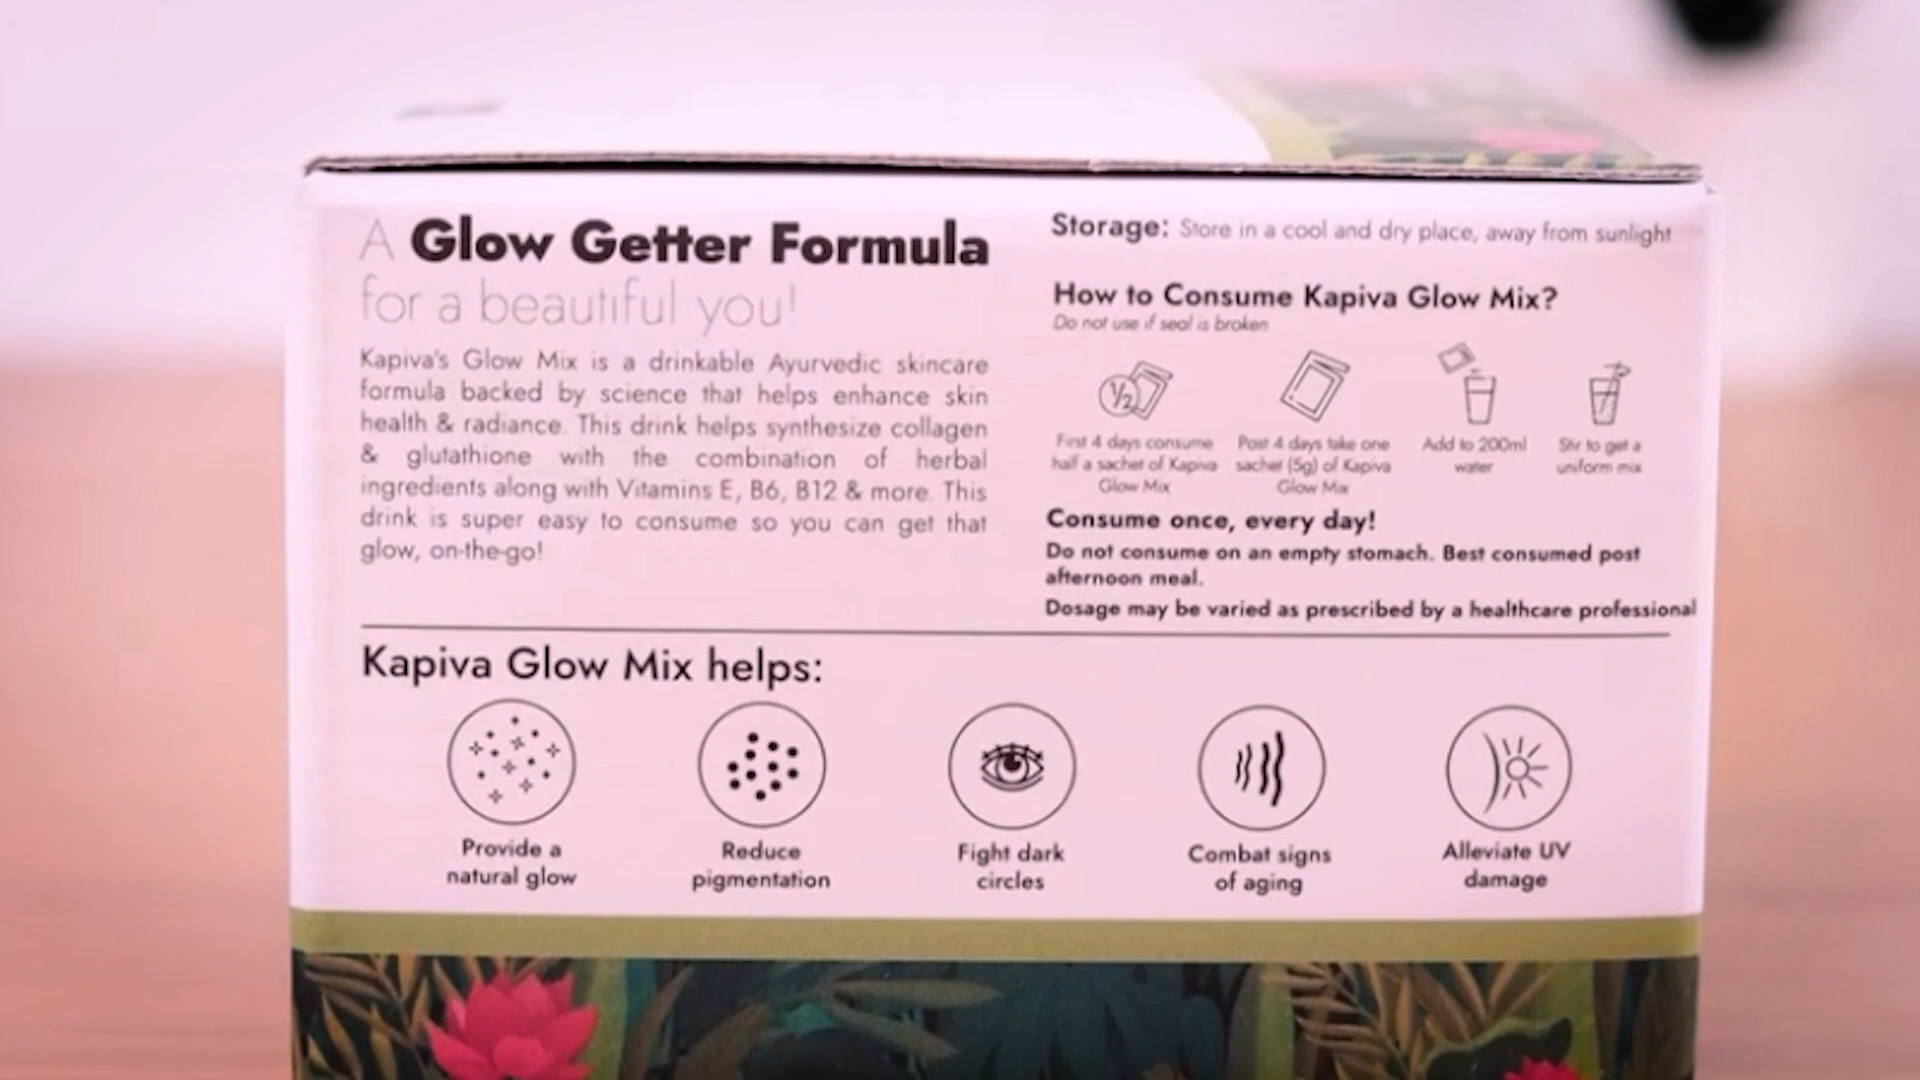 A Glow Getter Formula
for a beautiful you!
Kapiva's Glow Mix is a drinkable Ayurvedic skincare
formula backed by science that helps enhance skin
health & radiance. This drink helps synthesize collagen
& glutathione with the combination of herbal
ingredients along with Vitamins E, B6, B12 & more. This
drink is super easy to consume so you can get that
glow, on-the-go!
Storage: Store in a cool and dry place, away from sunlight
How to Consume Kapiva Glow Mix?
Do not use if seal is broken
1/2
First 4 days consume
half a sachet of Kapiva
Glow Mix
Post 4 days take one
sachet (5g) of Kapiva
Glow Mix
Add to 200ml
water
Stir to get a
uniform mix
Consume once, every day!
Do not consume on an empty stomach. Best consumed post
afternoon meal.
Dosage may be varied as prescribed by a healthcare professional
Kapiva Glow Mix helps:
Provide a
natural glow
Reduce
pigmentation
Fight dark
circles
Combat signs
of aging
Alleviate UV
damage